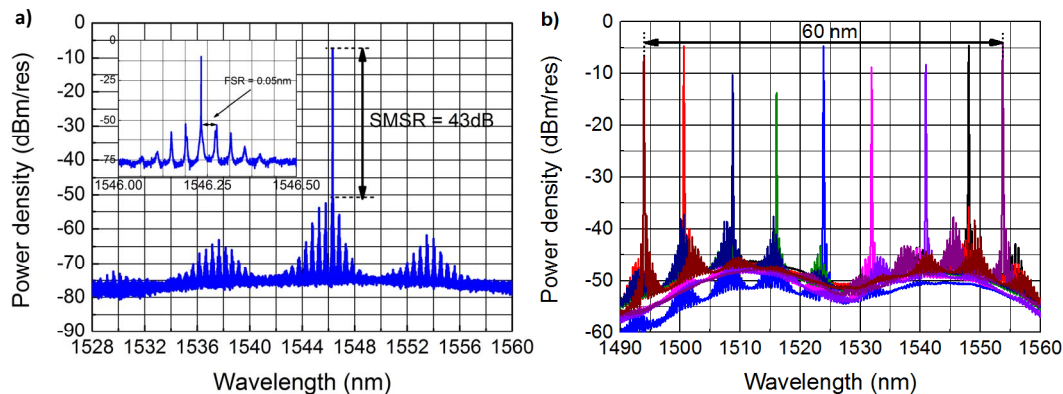 a)
Power density (dBm/res)
0
-10
-20
-30
-40
-50
-60
-70
-80
-90
0
-25
-50
-75
FSR = 0.05nm
1546.00 1546.25 1546.50
SMSR = 43dB
1528 1532 1536 1540 1544 1548 1552 1556 1560
Wavelength (nm)
b)
Power density (dBm/res)
0
-10
-20
-30
-40
-50
-60
60 nm
1490 1500 1510 1520 1530 1540 1550 1560
Wavelength (nm)